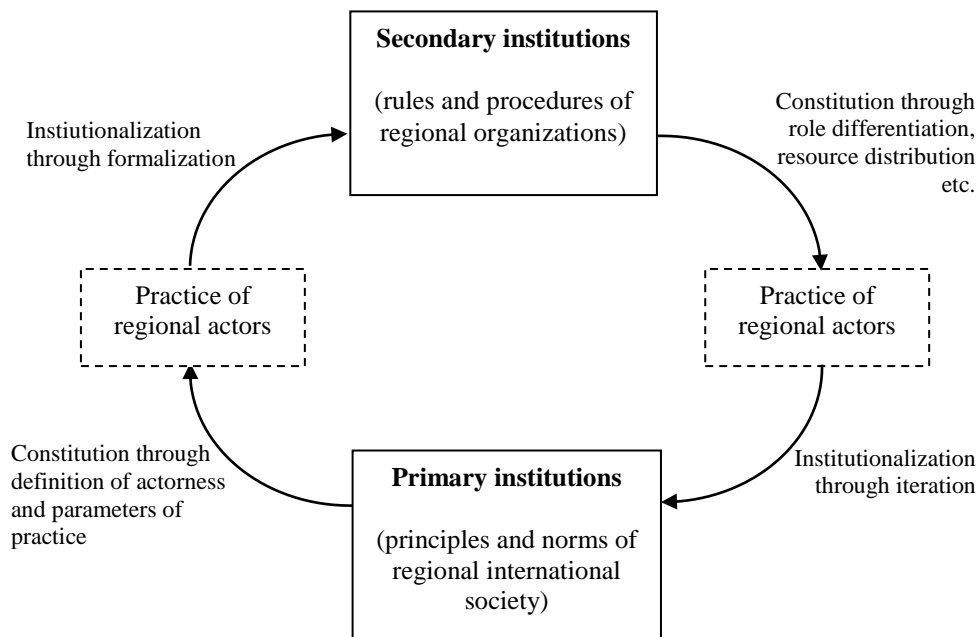 Secondary institutions
(rules and procedures of
regional organizations)
Instiutionalization
through formalization
Constitution through
role differentiation,
resource distribution
etc.
Practice of
regional actors
Practice of
regional actors
Constitution through
definition of actorness
and parameters of
practice
Primary institutions
(principles and norms of
regional international
society)
Institutionalization
through iteration